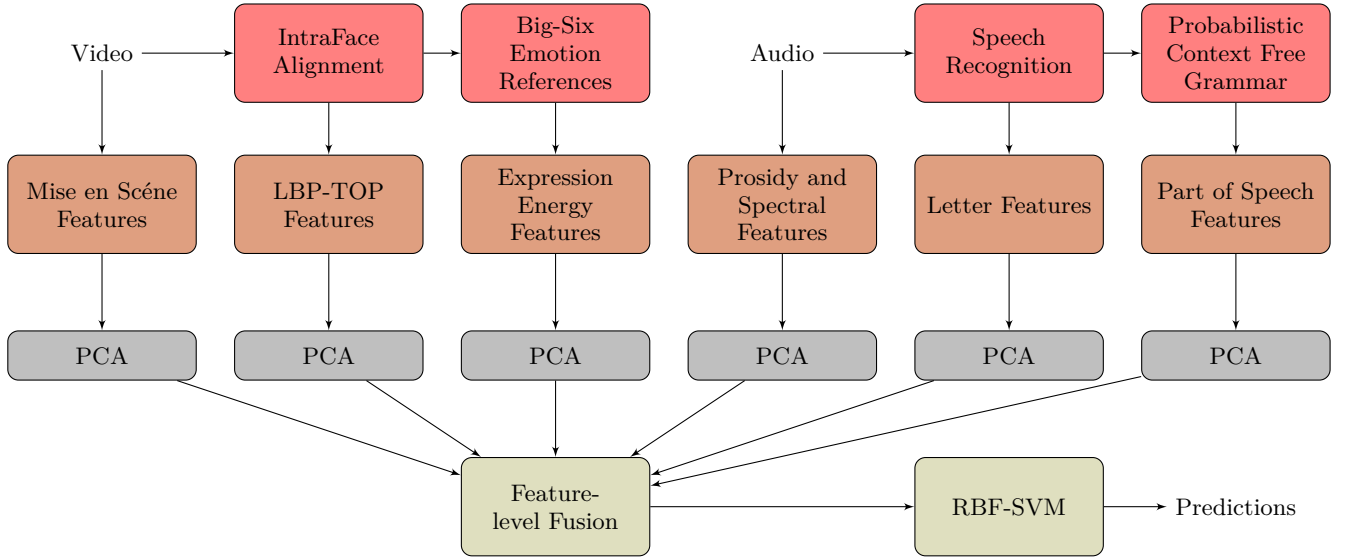 Video
IntraFace
Alignment
Big-Six
Emotion
References
Audio
Speech
Recognition
Probabilistic
Context Free
Grammar
Mise en Scéne
Features
LBP-TOP
Features
Expression
Energy
Features
Prosidy and
Spectral
Features
Letter Features
Part of Speech
Features
PCA
PCA
PCA
PCA
PCA
PCA
Feature-
level Fusion
RBF-SVM
Predictions